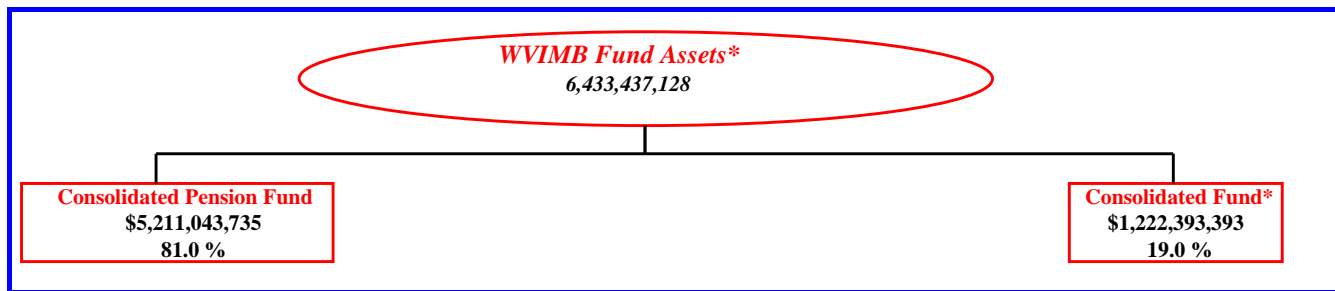 WVIMB Fund Assets*
6,433,437,128
Consolidated Pension Fund
$5,211,043,735
81.0 %
Consolidated Fund*
$1,222,393,393
19.0 %